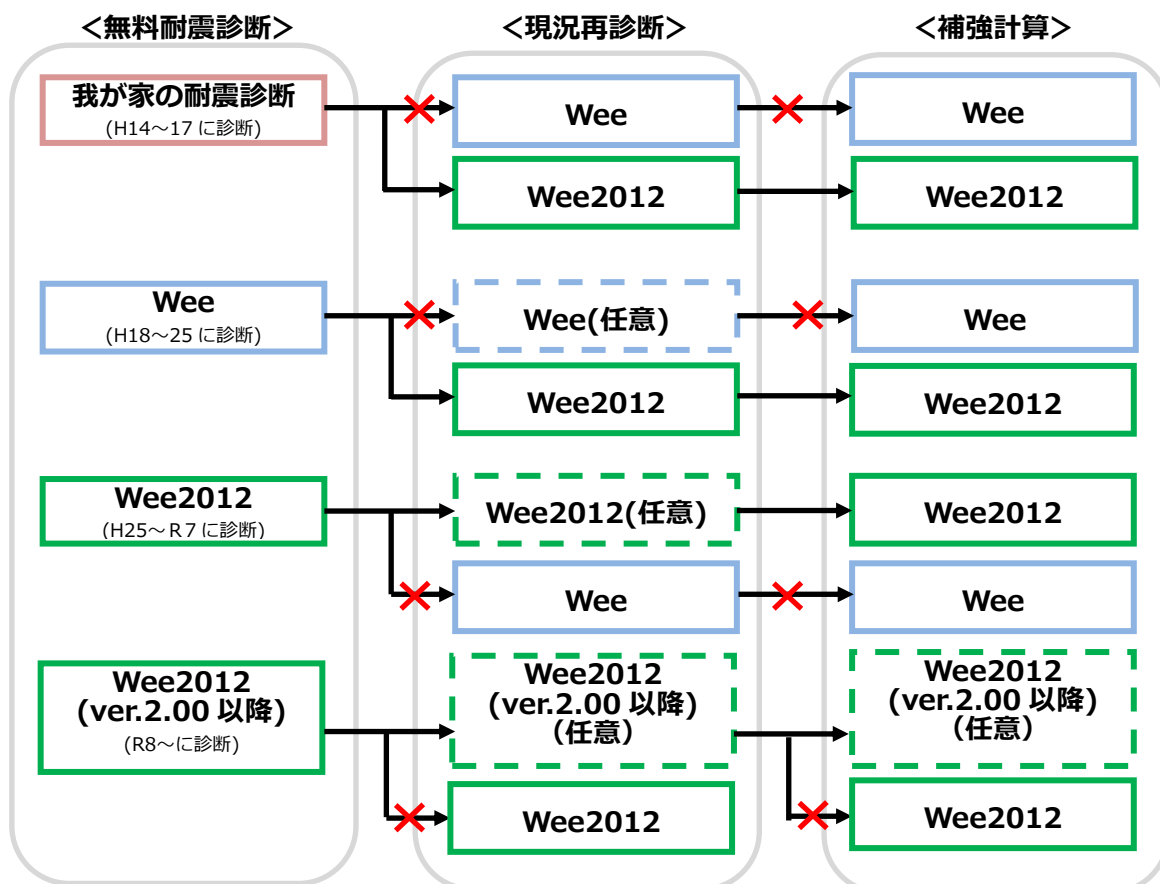 ＜無料耐震診断＞
＜現況再診断＞
＜補強計算＞
我が家の耐震診断
(H14～17 に診断)
Wee
Wee
Wee2012
Wee2012
Wee
(H18～25 に診断)
Wee(任意)
Wee
Wee2012
Wee2012
Wee2012
(H25～Ｒ７に診断)
Wee2012(任意)
Wee2012
Wee
Wee
Wee2012
(ver.2.00 以降)
(R8～に診断)
Wee2012
(ver.2.00 以降)
（任意）
Wee2012
(ver.2.00 以降)
（任意）
Wee2012
Wee2012